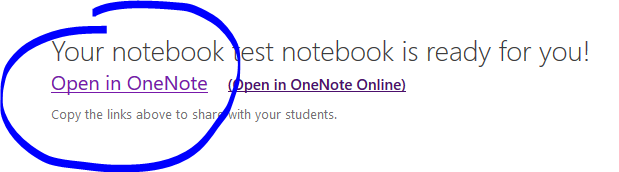 Your notebook test notebook is ready for you!
Open in OneNote (Open in OneNote Online)
Copy the links above to share with your students.